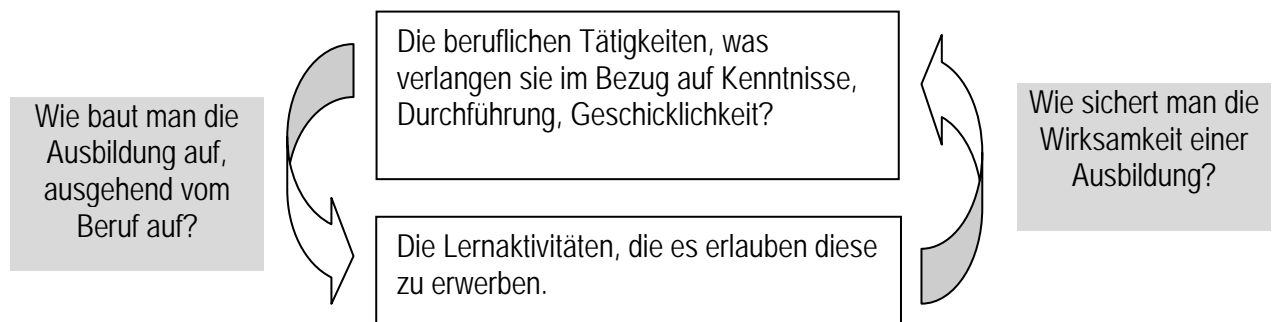 Wie baut man die
Ausbildung auf,
ausgehend vom
Beruf auf?
Die beruflichen Tätigkeiten, was
verlangen sie im Bezug auf Kenntnisse,
Durchführung, Geschicklichkeit?
Die Lernaktivitäten, die es erlauben diese
zu erwerben.
Wie sichert man die
Wirksamkeit einer
Ausbildung?